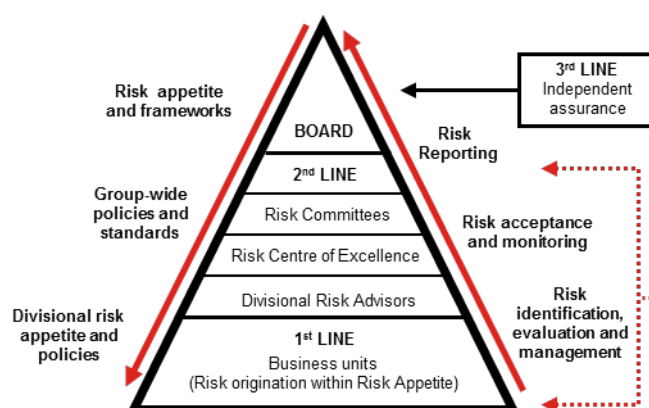 Risk appetite
and frameworks
Group-wide
policies and
standards
Divisional risk
appetite and
policies
BOARD
2nd LINE
Risk Committees
Risk Centre of Excellence
Divisional Risk Advisors
1st LINE
Business units
(Risk origination within Risk Appetite)
Risk
Reporting
Risk acceptance
and monitoring
Risk
identification,
evaluation and
management
3rd LINE
Independent
assurance